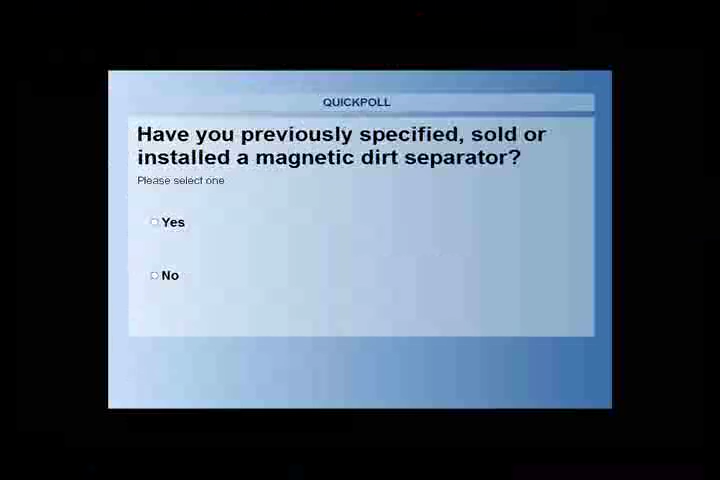 QUICKPOLL
Have you previously specified, sold or
installed a magnetic dirt separator?
Please select one
Yes
No